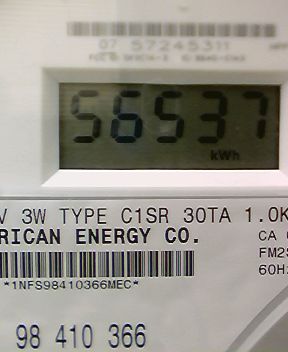 07 57245311
56537
kWh
V 3W TYPE C1SR 30TA 1.0K
RICAN ENERGY CO.
CA
FM2S
60H
*1NFS98410366MEC*
98 410 366